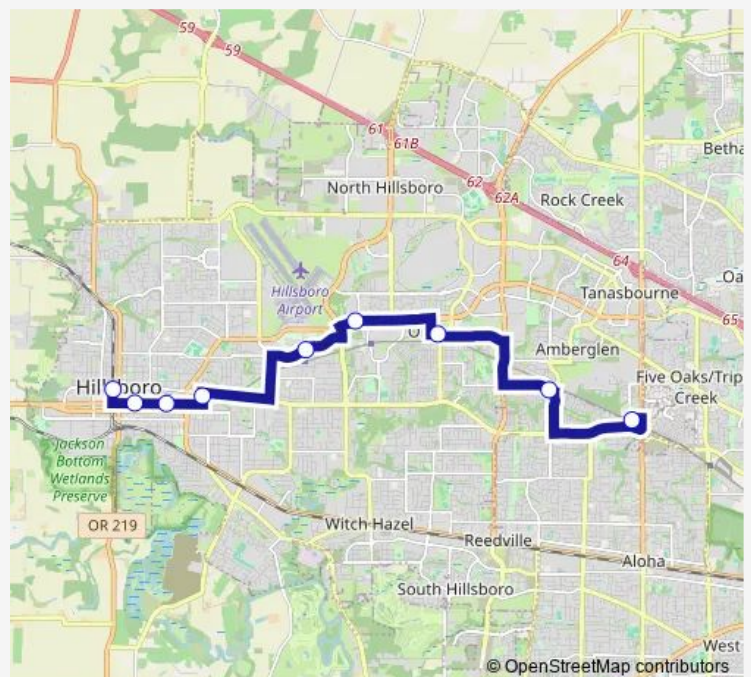 59
59
61
61B
Betha
62
North Hillsboro
62A
Rock Creek
64
Oa
Hillsboro
Airport
Tanasbourne
65
Amberglen
Five Oaks/Trip
Creek
Jackson
Bottom
Wetlands
Preserve
OR 219
Witch Hazel
Reedville
Aloha
South Hillsboro
West
© OpenStreetMap contributors